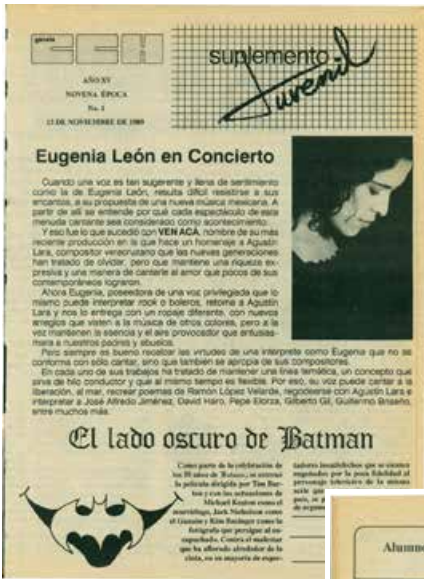 gaceta
CCH
AÑO XV
NOVENA ÉPOCA
No. 1
13 DE NOVIEMBRE DE 1989
suplemento
Juvenil
Eugenia León en Concierto
Cuando una voz es tan sugerente y llena de sentimiento
como la de Eugenia León, resulta difícil resistirse a sus
encantos, a su propuesta de una nueva música mexicana. A
partir de allí se entiende por qué cada espectáculo de esta
menuda cantante sea considerado como acontecimiento.
Y eso fue lo que sucedió con VEN ACÁ, nombre de su más
reciente producción en la que hace un homenaje a Agustín
Lara, compositor veracruzano que las nuevas generaciones
han tratado de olvidar, pero que mantiene una riqueza ex-
presiva y una manera de cantarle al amor que pocos de sus
contemporáneos lograron.
Ahora Eugenia, poseedora de una voz privilegiada que lo
mismo puede interpretar rock o boleros, retoma a Agustín
Lara y nos lo entrega con un ropaje diferente, con nuevos
arreglos que visten a la música de otros colores, pero a la
vez mantienen la esencia y el aire provocador que entusias-
mara a nuestros padres y abuelos.
Pero siempre es bueno recalcar las virtudes de una intérprete como Eugenia que no se
conforma con sólo cantar, sino que también se apropia de sus compositores.
En cada uno de sus trabajos ha tratado de mantener una línea temática, un concepto que
sirva de hilo conductor y que al mismo tiempo es flexible. Por eso, su voz puede cantar a la
liberación, al mar, recrear poemas de Ramón López Velarde, regodearse con Agustín Lara e
interpretar a José Alfredo Jiménez, David Haro, Pepe Elorza, Gilberto Gil, Guillermo Briseño,
entre muchos más.
El lado oscuro de Batman
Como parte de la celebración de
los 50 años de Batman, se estrenó
la película dirigida por Tim Bur-
ton y con las actuaciones de
Michael Keaton como el
murciélago, Jack Nicholson como
el Guasón y Kim Basinger como la
fotógrafa que persigue al en-
capuchado. Contra el malestar
que ha aflorado alrededor de la
cinta, en su mayoría de espec-
tadores insatisfechos que se sienten
engañados por la poca fidelidad al
personaje televisivo de la misma
serie que
país, se
de argum
Alumno